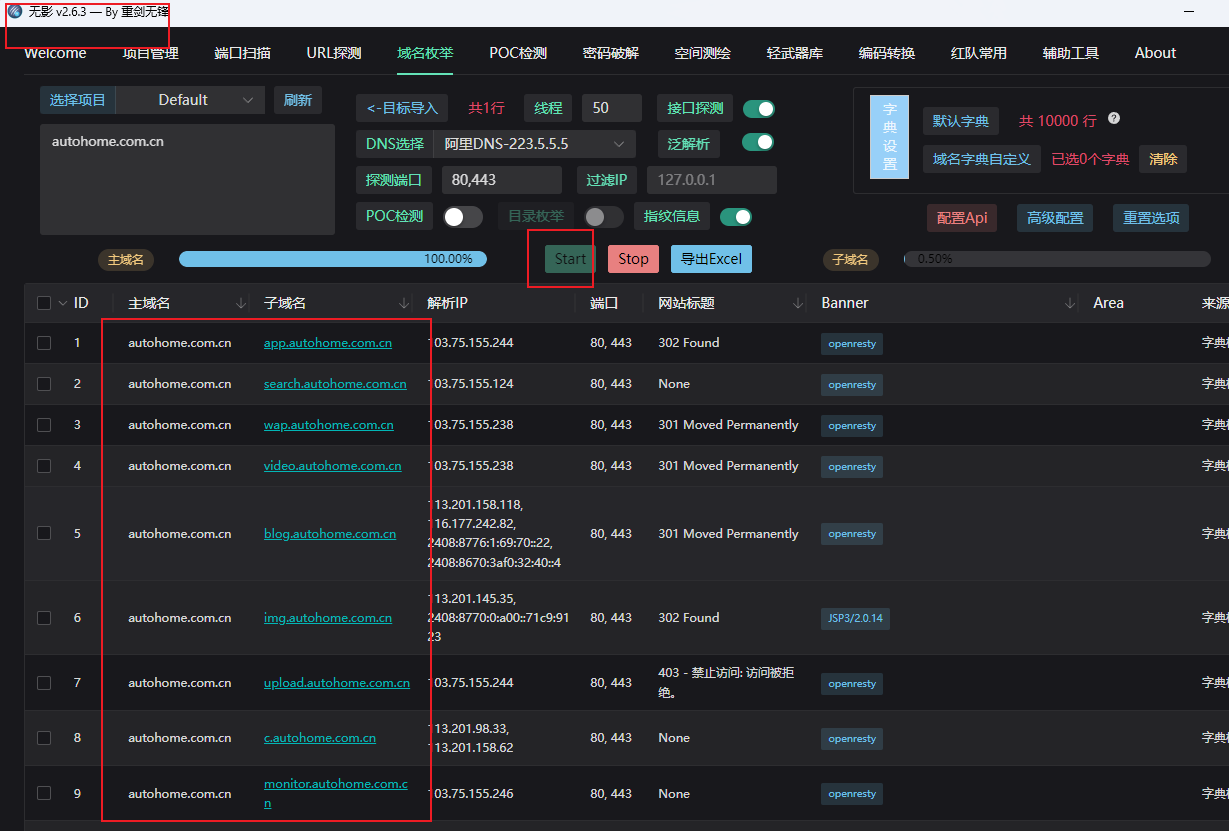 无影 v2.6.3 — By 重剑无锋
Welcome 项目管理 端口扫描 URL探测 域名枚举 POC检测 密码破解 空间测绘 轻武器库 编码转换 红队常用 辅助工具 About
选择项目 Default 刷新
autohome.com.cn
<-目标导入 共1行 线程 50 接口探测
DNS选择 阿里DNS-223.5.5.5 泛解析
探测端口 80,443 过滤IP 127.0.0.1
POC检测 目录枚举 指纹信息
字典设置
默认字典 共 10000 行 ?
域名字典自定义 已选0个字典 清除
配置Api 高级配置 重置选项
主域名 100.00% Start Stop 导出Excel 子域名 0.50%
ID 主域名 子域名 解析IP 端口 网站标题 Banner Area 来源
1 autohome.com.cn app.autohome.com.cn 103.75.155.244 80, 443 302 Found openresty 字典
2 autohome.com.cn search.autohome.com.cn 103.75.155.124 80, 443 None openresty 字典
3 autohome.com.cn wap.autohome.com.cn 103.75.155.238 80, 443 301 Moved Permanently openresty 字典
4 autohome.com.cn video.autohome.com.cn 103.75.155.238 80, 443 301 Moved Permanently openresty 字典
113.201.158.118,
116.177.242.82,
5 autohome.com.cn blog.autohome.com.cn 2408:8776:1:69:70::22, 80, 443 301 Moved Permanently openresty 字典
2408:8670:3af0:32:40::4
113.201.145.35,
6 autohome.com.cn img.autohome.com.cn 2408:8770:0:a00::71c9:91 80, 443 302 Found JSP3/2.0.14 字典
23
7 autohome.com.cn upload.autohome.com.cn 103.75.155.244 80, 443 403 - 禁止访问: 访问被拒 openresty 字典
绝。
8 autohome.com.cn c.autohome.com.cn 113.201.98.33, 80, 443 None openresty 字典
113.201.158.62
9 autohome.com.cn monitor.autohome.com.c 103.75.155.246 80, 443 None openresty 字典
n